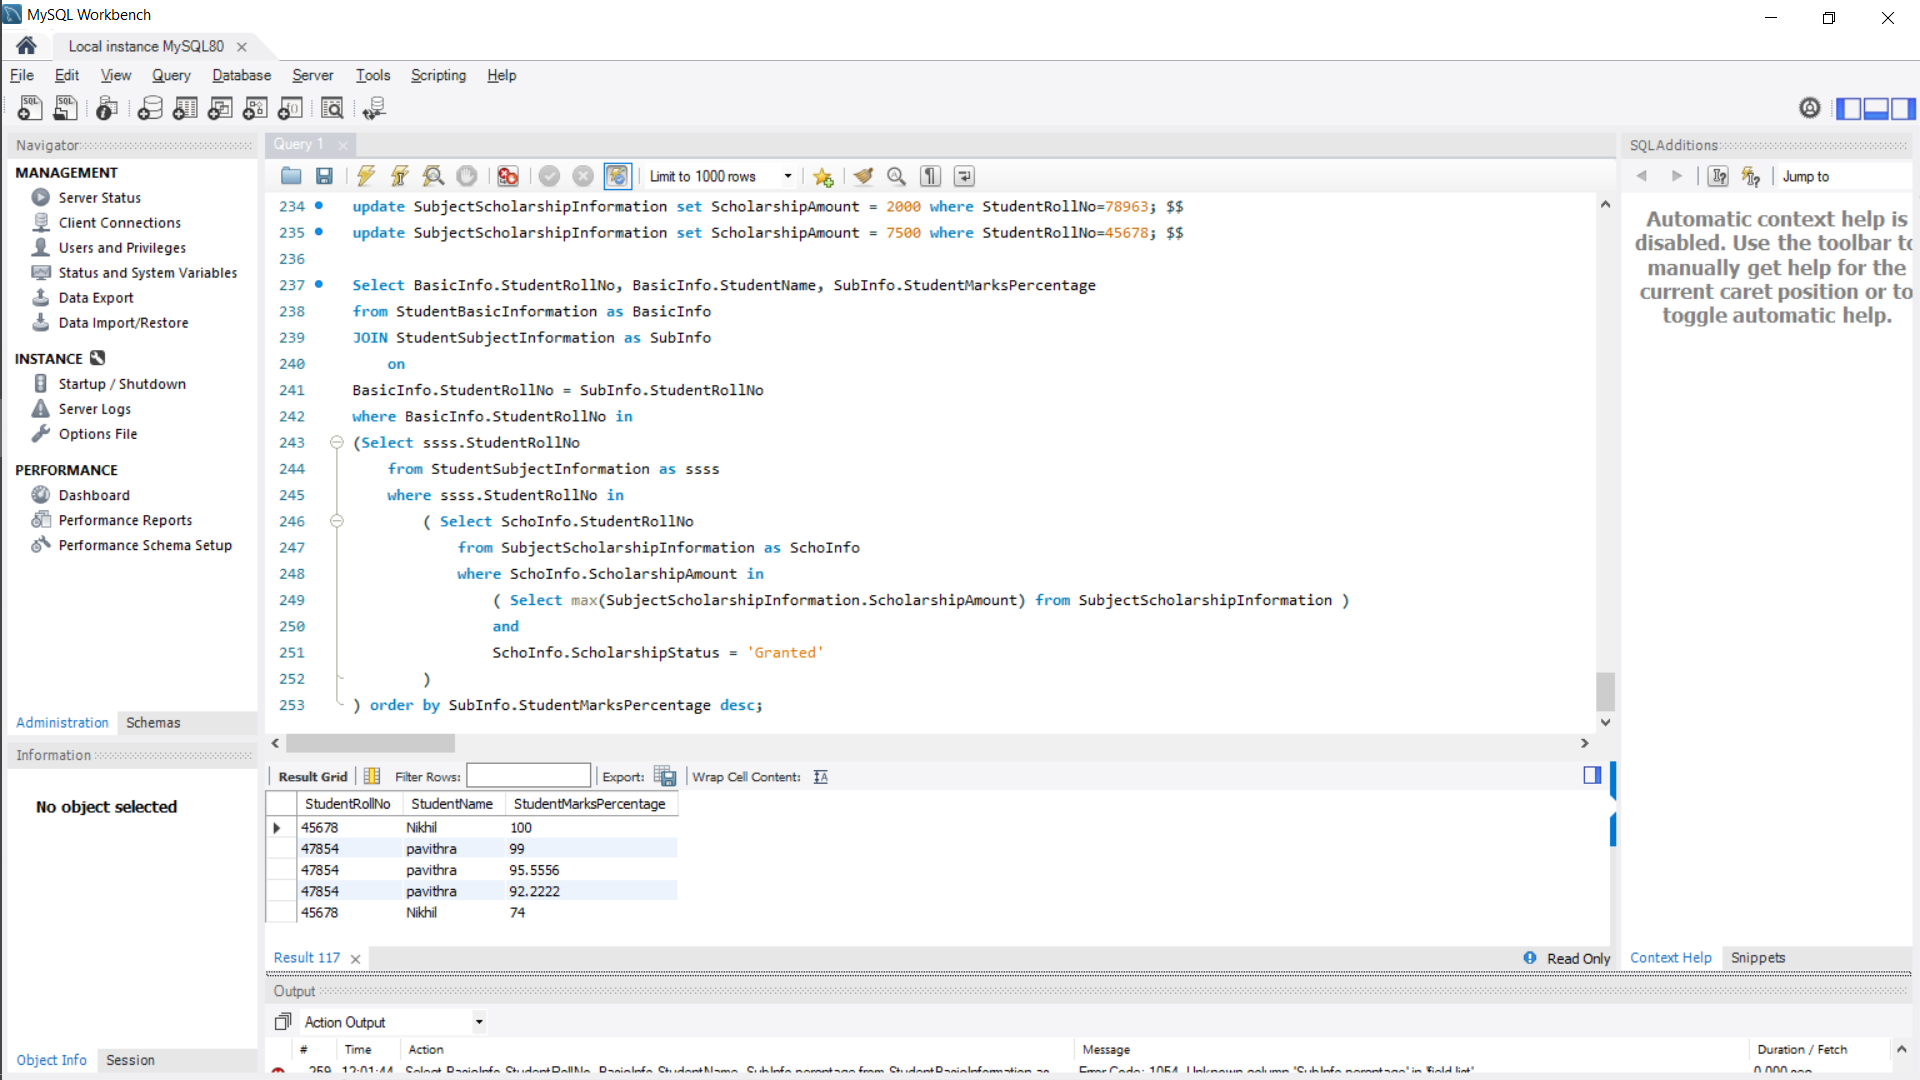 MySQL Workbench
Local instance MySQL80
File Edit View Query Database Server Tools Scripting Help
Navigator
MANAGEMENT
Server Status
Client Connections
Users and Privileges
Status and System Variables
Data Export
Data Import/Restore
INSTANCE
Startup / Shutdown
Server Logs
Options File
PERFORMANCE
Dashboard
Performance Reports
Performance Schema Setup
Administration Schemas
Information
No object selected
Object Info Session
Query 1
Limit to 1000 rows
234 update SubjectScholarshipInformation set ScholarshipAmount = 2000 where StudentRollNo=78963; $$
235 update SubjectScholarshipInformation set ScholarshipAmount = 7500 where StudentRollNo=45678; $$
236
237 Select BasicInfo.StudentRollNo, BasicInfo.StudentName, SubInfo.StudentMarksPercentage
238 from StudentBasicInformation as BasicInfo
239 JOIN StudentSubjectInformation as SubInfo
240 on
241 BasicInfo.StudentRollNo = SubInfo.StudentRollNo
242 where BasicInfo.StudentRollNo in
243 (Select ssss.StudentRollNo
244 from StudentSubjectInformation as ssss
245 where ssss.StudentRollNo in
246 ( Select SchoInfo.StudentRollNo
247 from SubjectScholarshipInformation as SchoInfo
248 where SchoInfo.ScholarshipAmount in
249 ( Select max(SubjectScholarshipInformation.ScholarshipAmount) from SubjectScholarshipInformation )
250 and
251 SchoInfo.ScholarshipStatus = 'Granted'
252 )
253 ) order by SubInfo.StudentMarksPercentage desc;
Result Grid Filter Rows: Export: Wrap Cell Content:
StudentRollNo StudentName StudentMarksPercentage
45678 Nikhil 100
47854 pavithra 99
47854 pavithra 95.5556
47854 pavithra 92.2222
45678 Nikhil 74
Result 117
Read Only
Output
Action Output
# Time Action Message Duration / Fetch
259 12:01:44 Select BasicInfo.StudentRollNo, BasicInfo.StudentName, SubInfo.percntage from StudentBasicInformation as Error Code: 1054. Unknown column 'SubInfo.percntage' in 'field list' 0.000 sec
SQLAdditions
Jump to
Automatic context help is
disabled. Use the toolbar to
manually get help for the
current caret position or to
toggle automatic help.
Context Help Snippets